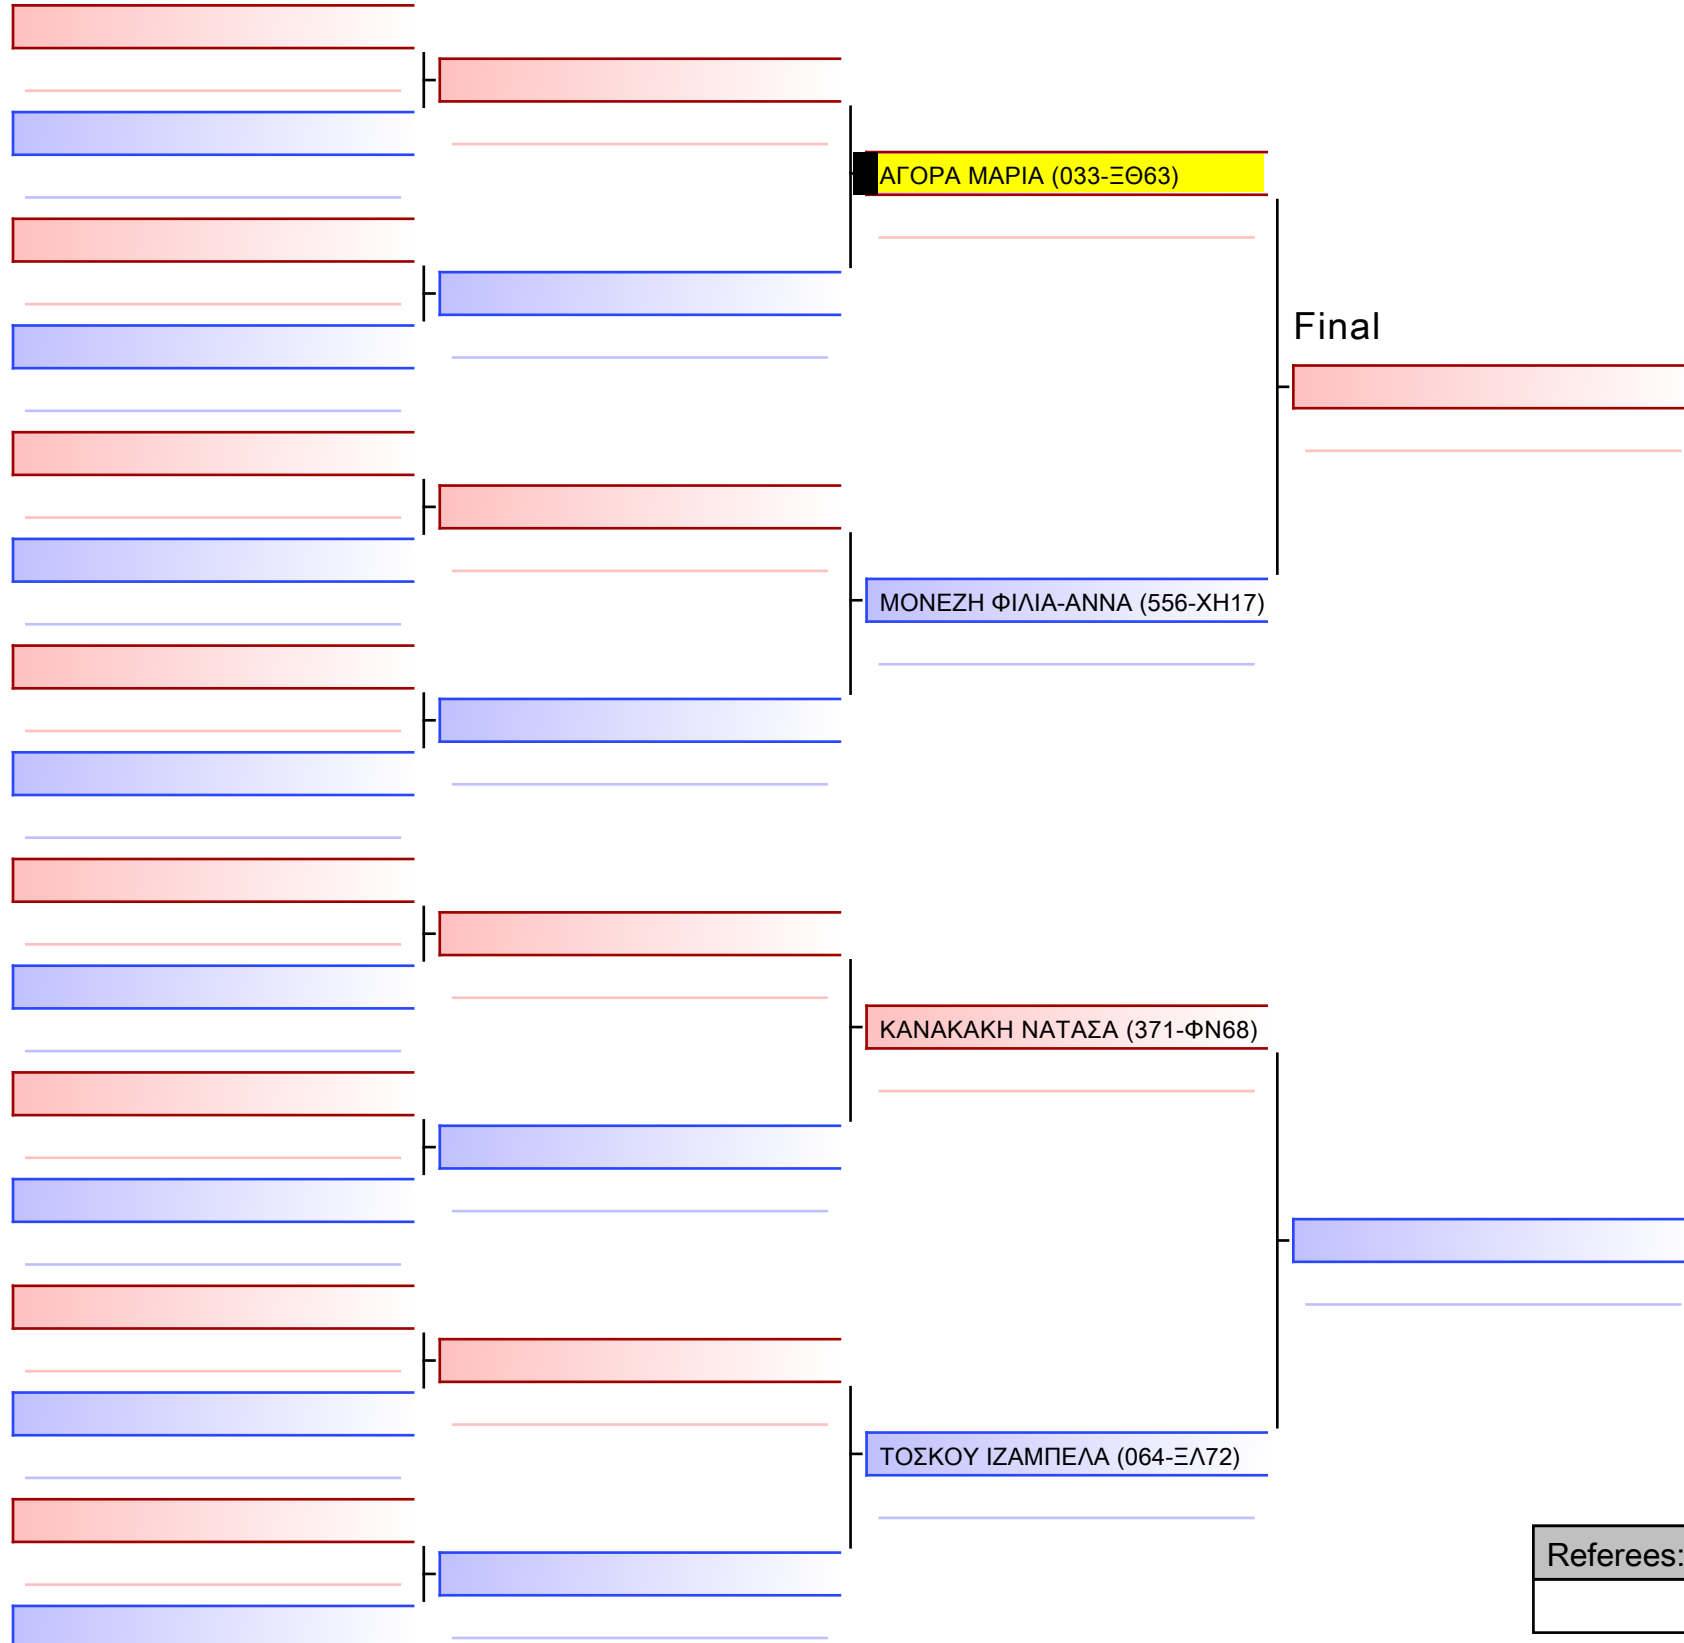 ΑΓΟΡΑ ΜΑΡΙΑ (033-ΞΘ63)
Final
ΜΟΝΕΖΗ ΦΙΛΙΑ-ΑΝΝΑ (556-ΧΗ17)
ΚΑΝΑΚΑΚΗ ΝΑΤΑΣΑ (371-ΦΝ68)
ΤΟΣΚΟΥ ΙΖΑΜΠΕΛΑ (064-ΞΛ72)
Referees: